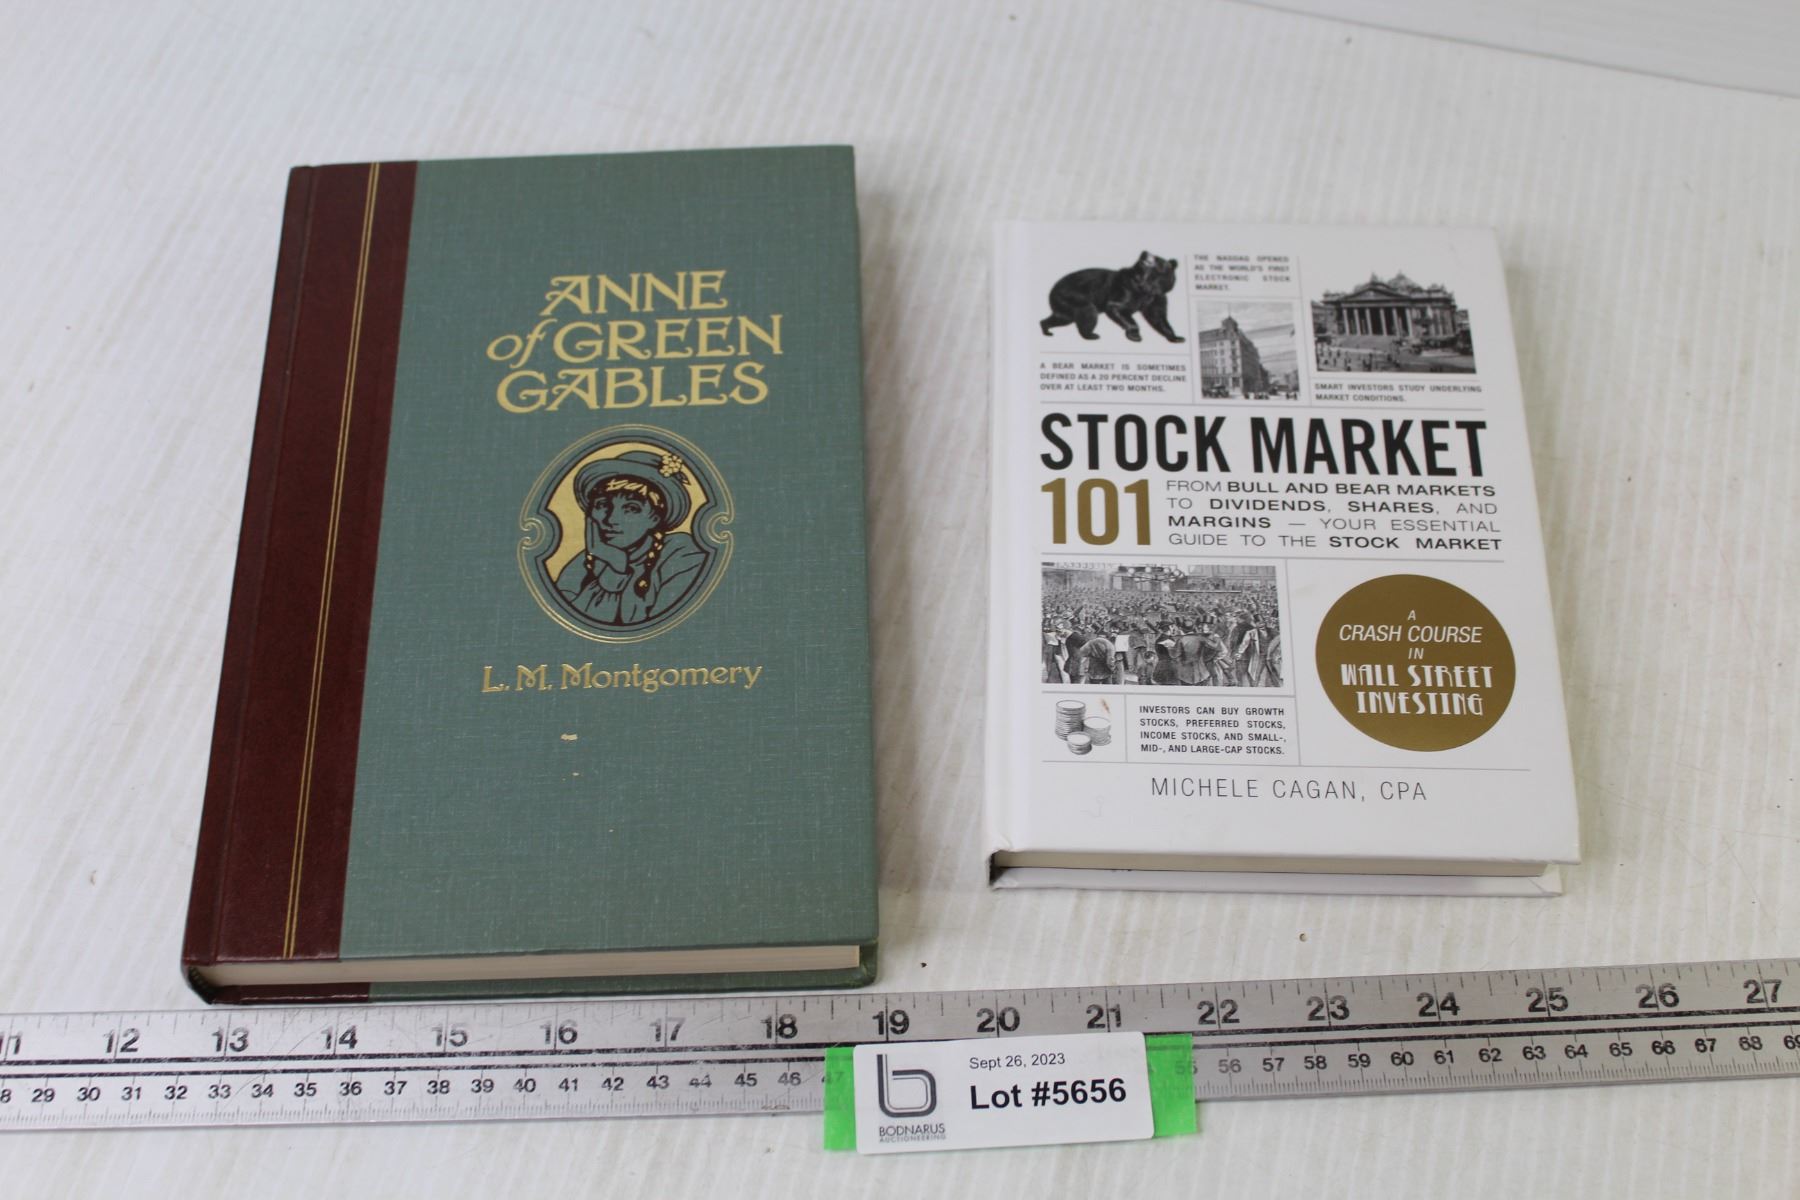 ANNE
of GREEN
GABLES
L. M. Montgomery
THE NASDAQ OPENED
AS THE WORLD'S FIRST
ELECTRONIC STOCK
MARKET.
A BEAR MARKET IS SOMETIMES
DEFINED AS A 20 PERCENT DECLINE
OVER AT LEAST TWO MONTHS.
SMART INVESTORS STUDY UNDERLYING
MARKET CONDITIONS.
STOCK MARKET
101
FROM BULL AND BEAR MARKETS
TO DIVIDENDS, SHARES, AND
MARGINS — YOUR ESSENTIAL
GUIDE TO THE STOCK MARKET
A
CRASH COURSE
IN
WALL STREET
INVESTING
INVESTORS CAN BUY GROWTH
STOCKS, PREFERRED STOCKS,
INCOME STOCKS, AND SMALL-,
MID-, AND LARGE-CAP STOCKS.
MICHELE CAGAN, CPA
11 12 13 14 15 16 17 18 19 20 21 22 23 24 25 26 27
29 30 31 32 33 34 35 36 37 38 39 40 41 42 43 44 45 46 47 55 56 57 58 59 60 61 62 63 64 65 66 67 68 69
Sept 26, 2023
Lot #5656
BODNARUS
AUCTIONEERING